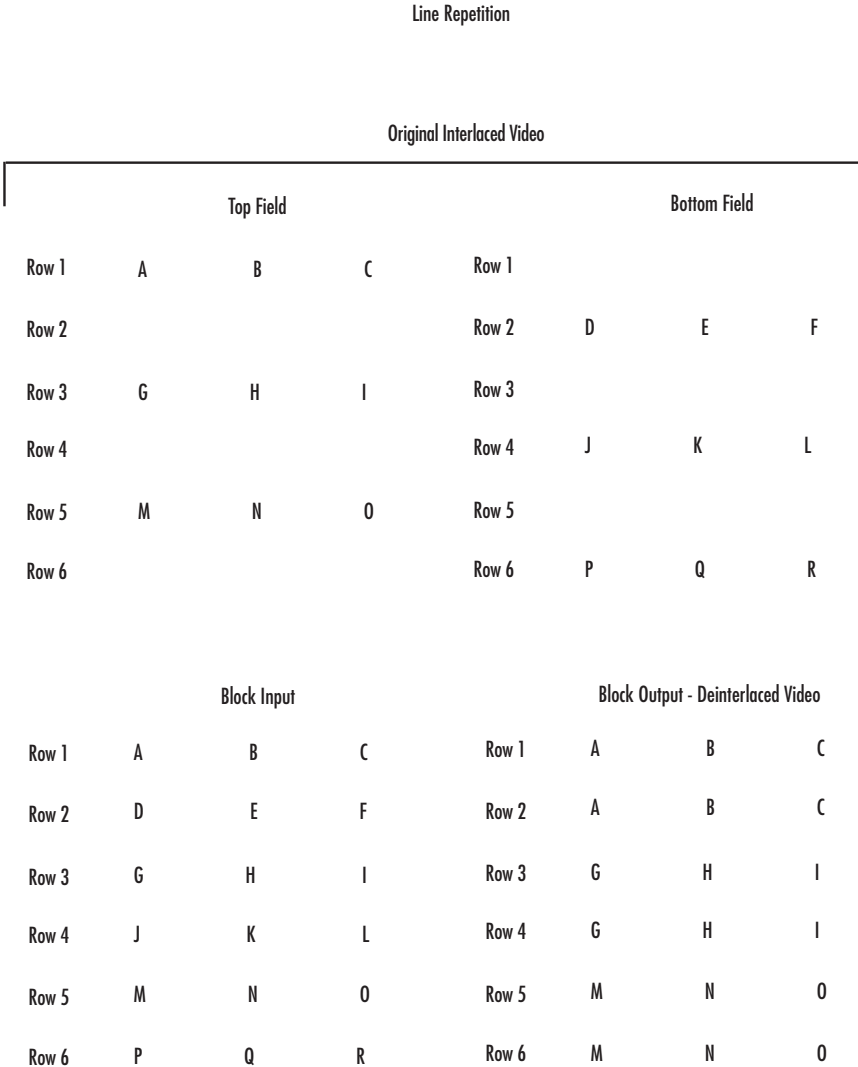 Line Repetition
Original Interlaced Video
Top Field
Bottom Field
Row 1 A B C Row 1
Row 2 Row 2 D E F
Row 3 G H I Row 3
Row 4 Row 4 J K L
Row 5 M N O Row 5
Row 6 Row 6 P Q R
Block Input
Block Output - Deinterlaced Video
Row 1 A B C Row 1 A B C
Row 2 D E F Row 2 A B C
Row 3 G H I Row 3 G H I
Row 4 J K L Row 4 G H I
Row 5 M N O Row 5 M N O
Row 6 P Q R Row 6 M N O